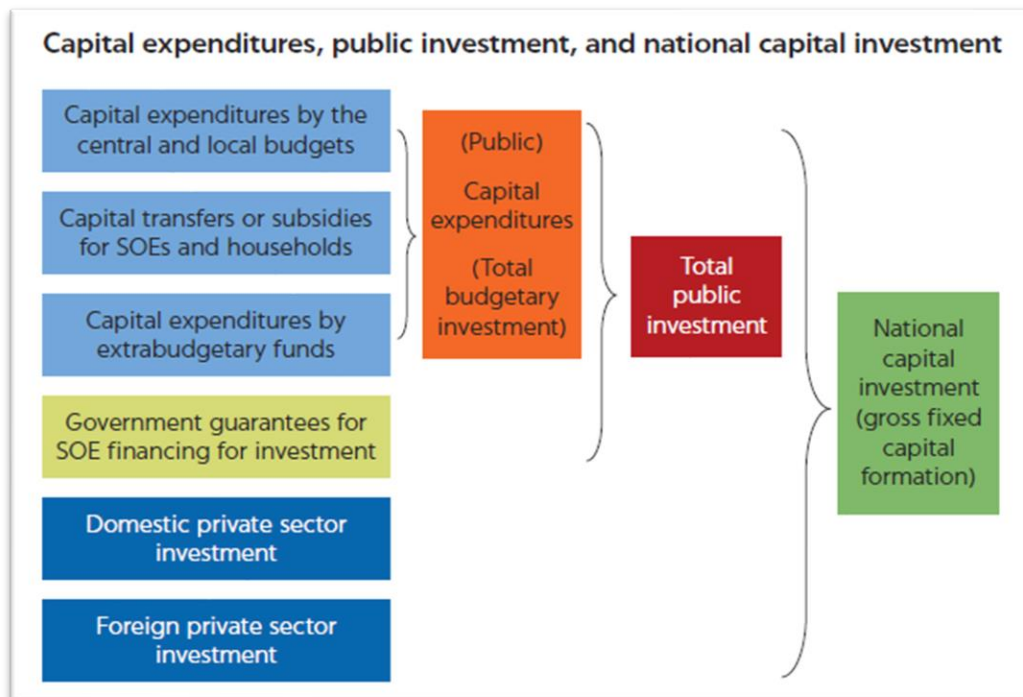 Capital expenditures, public investment, and national capital investment
Capital expenditures by the
central and local budgets
Capital transfers or subsidies
for SOEs and households
Capital expenditures by
extrabudgetary funds
Government guarantees for
SOE financing for investment
Domestic private sector
investment
Foreign private sector
investment
(Public)
Capital
expenditures
(Total
budgetary
investment)
Total
public
investment
National
capital
investment
(gross fixed
capital
formation)